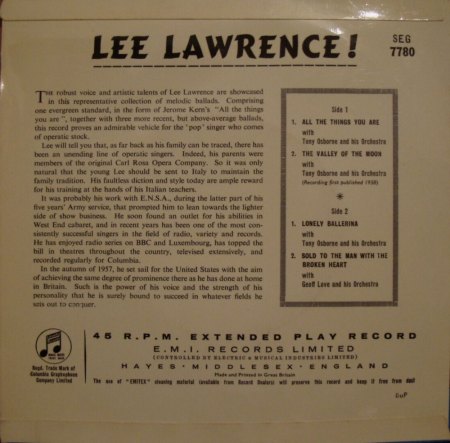 LEE LAWRENCE!
SEG
7780
THE robust voice and artistic talents of Lee Lawrence are showcased
in this representative collection of melodic ballads. Comprising
one evergreen standard, in the form of Jerome Kern's "All the things
you are", together with three more recent, but above-average ballads,
this record proves an admirable vehicle for the 'pop' singer who comes
of operatic stock.
Lee will tell you that, as far back as his family can be traced, there has
been an unending line of operatic singers. Indeed, his parents were
members of the original Carl Rosa Opera Company. So it was only
natural that the young Lee should be sent to Italy to maintain the
family tradition. His faultless diction and style today are ample reward
for his training at the hands of his Italian teachers.
It was probably his work with E.N.S.A., during the latter part of his
five years' Army service, that prompted him to lean towards the lighter
side of show business. He soon found an outlet for his abilities in
West End cabaret, and in recent years has been one of the most con-
sistently successful singers in the field of radio, variety and records.
He has enjoyed radio series on BBC and Luxembourg, has topped the
bill in theatres throughout the country, televised extensively, and
recorded regularly for Columbia.
In the autumn of 1957, he set sail for the United States with the aim
of achieving the same degree of prominence there as he has done at home
in Britain. Such is the power of his voice and the strength of his
personality that he is surely bound to succeed in whatever fields he
sets out to conquer.
Side 1
1. ALL THE THINGS YOU ARE
with
Tony Osborne and his Orchestra
2. THE VALLEY OF THE MOON
with
Tony Osborne and his Orchestra
(Recording first published 1958)
Side 2
1. LONELY BALLERINA
with
Tony Osborne and his Orchestra
2. SOLD TO THE MAN WITH THE
BROKEN HEART
with
Geoff Love and his Orchestra
Regd. Trade Mark of
Columbia Graphophone
Company Limited
45 R.P.M. EXTENDED PLAY RECORD
E.M.I. RECORDS LIMITED
(CONTROLLED BY ELECTRIC & MUSICAL INDUSTRIES LIMITED)
HAYES · MIDDLESEX · ENGLAND
Made and Printed in Great Britain
The use of "EMITEX" cleaning material (available from Record Dealers) will preserve this record and keep it free from dust